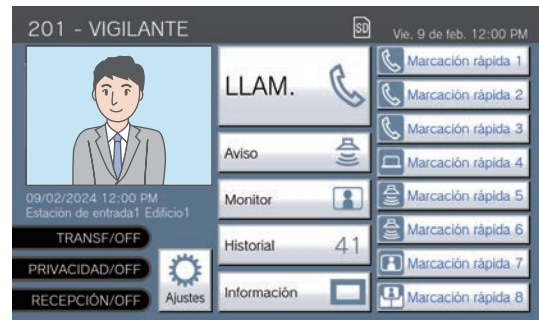 201 - VIGILANTE
SD
Vie, 9 de feb. 12:00 PM
09/02/2024 12:00 PM
Estación de entrada1 Edificio1
TRANSF/OFF
PRIVACIDAD/OFF
RECEPCIÓN/OFF
Ajustes
LLAM.
Aviso
Monitor
Historial 41
Información
Marcación rápida 1
Marcación rápida 2
Marcación rápida 3
Marcación rápida 4
Marcación rápida 5
Marcación rápida 6
Marcación rápida 7
Marcación rápida 8